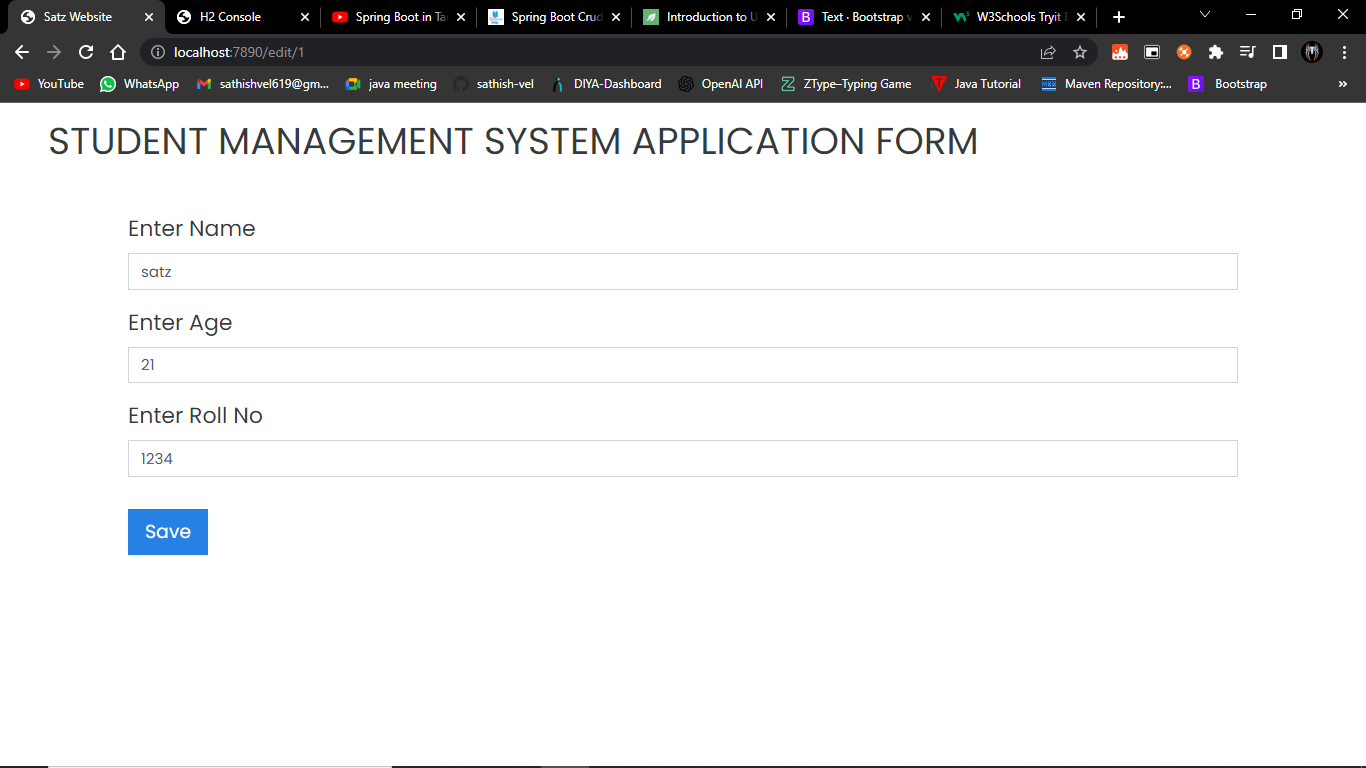 Satz Website
H2 Console
Spring Boot in Ta
Spring Boot Crud
Introduction to U
Text · Bootstrap v
W3Schools Tryit E
localhost:7890/edit/1
YouTube
WhatsApp
sathishvel619@gm...
java meeting
sathish-vel
DIYA-Dashboard
OpenAI API
ZType–Typing Game
Java Tutorial
Maven Repository:...
B
Bootstrap
»
STUDENT MANAGEMENT SYSTEM APPLICATION FORM
Enter Name
satz
Enter Age
21
Enter Roll No
1234
Save